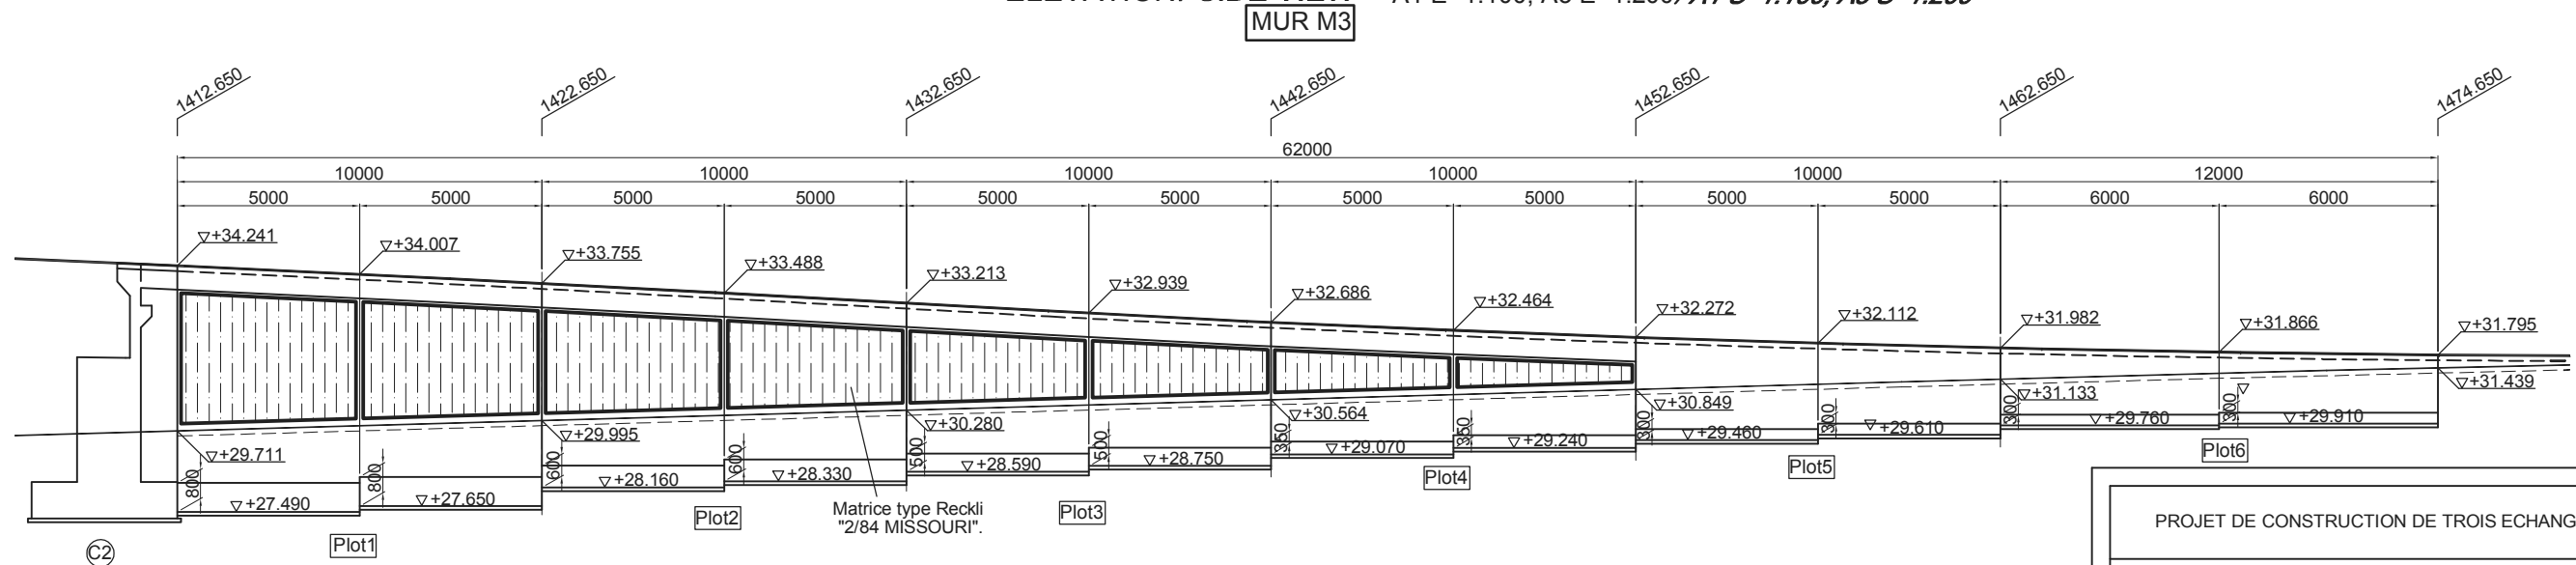 MUR M3
1412.650 1422.650 1432.650 1442.650 1452.650 1462.650 1474.650
62000
10000 10000 10000 10000 10000 12000
5000 5000 5000 5000 5000 5000 5000 5000 5000 5000 6000 6000
▽+34.241 ▽+34.007 ▽+33.755 ▽+33.488 ▽+33.213 ▽+32.939 ▽+32.686 ▽+32.464 ▽+32.272 ▽+32.112 ▽+31.982 ▽+31.866 ▽+31.795
▽+29.711 ▽+29.995 ▽+30.280 ▽+30.564 ▽+30.849 ▽+31.133 ▽ ▽+31.439
800 800 600 600 500 500 350 350 300 300 300 300
▽+27.490 ▽+27.650 ▽+28.160 ▽+28.330 ▽+28.590 ▽+28.750 ▽+29.070 ▽+29.240 ▽+29.460 ▽+29.610 ▽+29.760 ▽+29.910
Matrice type Reckli
"2/84 MISSOURI".
C2
Plot1
Plot2
Plot3
Plot4
Plot5
Plot6
PROJET DE CONSTRUCTION DE TROIS ECHANG